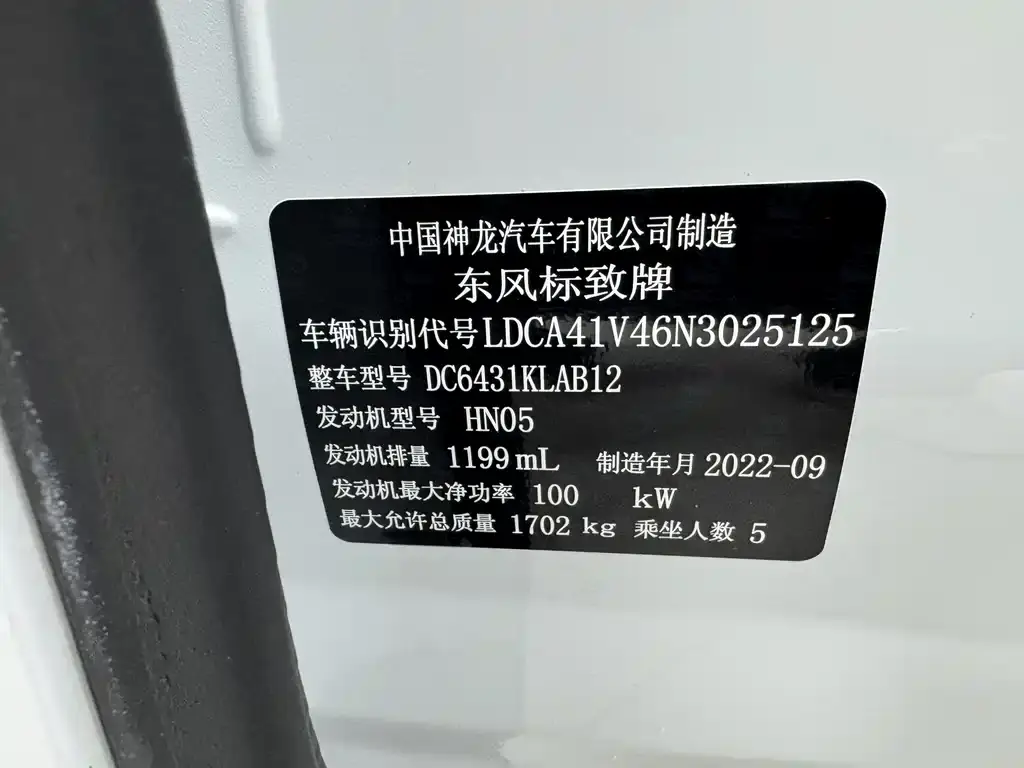 中国神龙汽车有限公司制造
东风标致牌
车辆识别代号LDCA41V46N3025125
整车型号 DC6431KLAB12
发动机型号 HN05
发动机排量 1199mL 制造年月 2022-09
发动机最大净功率 100 kW
最大允许总质量 1702 kg 乘坐人数 5